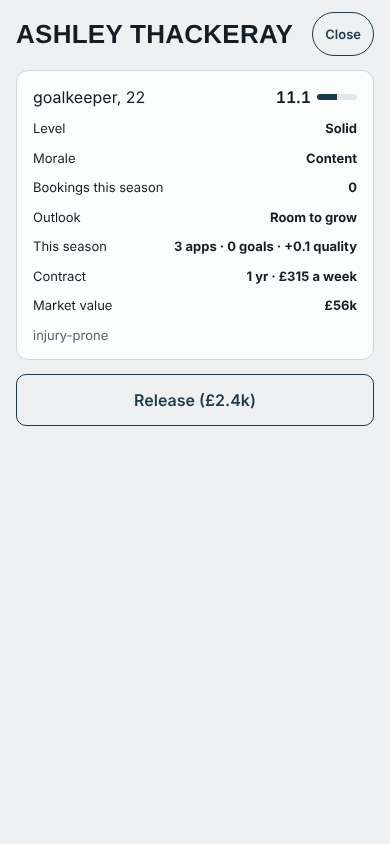 ASHLEY THACKERAY
Close
goalkeeper, 22
11.1
Level
Solid
Morale
Content
Bookings this season
0
Outlook
Room to grow
This season
3 apps · 0 goals · +0.1 quality
Contract
1 yr · £315 a week
Market value
£56k
injury-prone
Release (£2.4k)